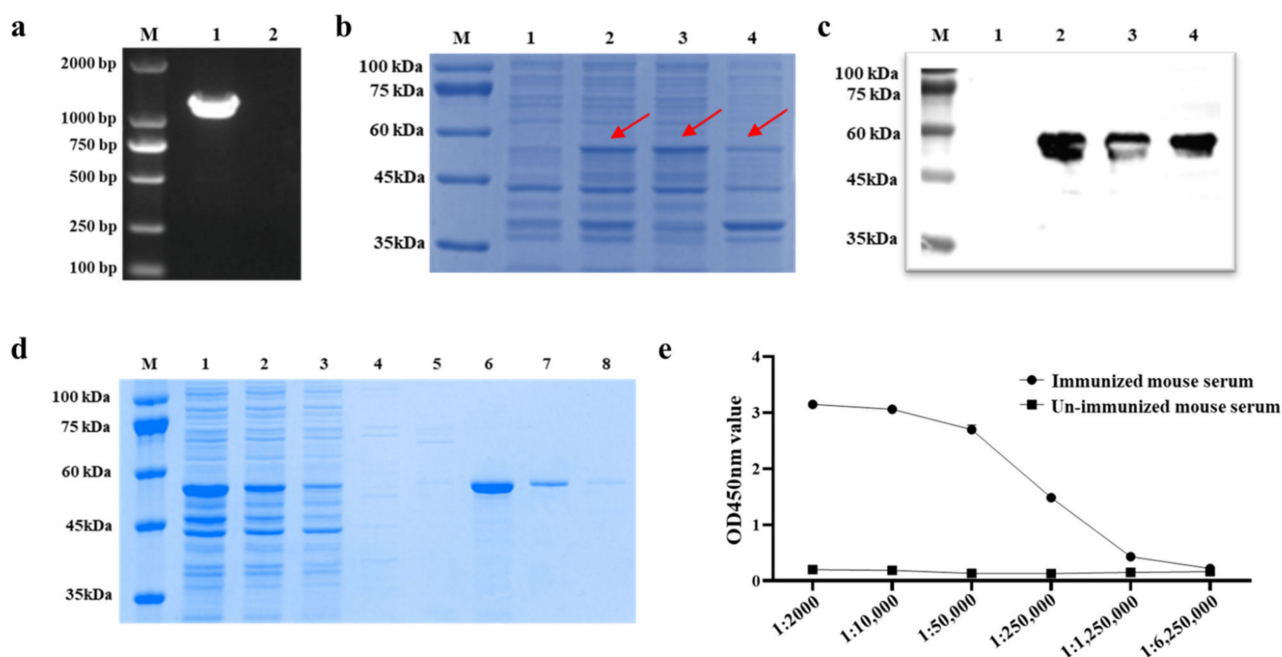 a
M 1 2
2000 bp
1000 bp
750 bp
500 bp
250 bp
100 bp
b
M 1 2 3 4
100 kDa
75 kDa
60 kDa
45kDa
35kDa
c
M 1 2 3 4
100 kDa
75 kDa
60 kDa
45kDa
35kDa
d
M 1 2 3 4 5 6 7 8
100 kDa
75 kDa
60 kDa
45kDa
35kDa
e
OD450nm value
4
3
2
1
0
Immunized mouse serum
Un-immunized mouse serum
1:2000
1:10,000
1:50,000
1:250,000
1:1,250,000
1:6,250,000